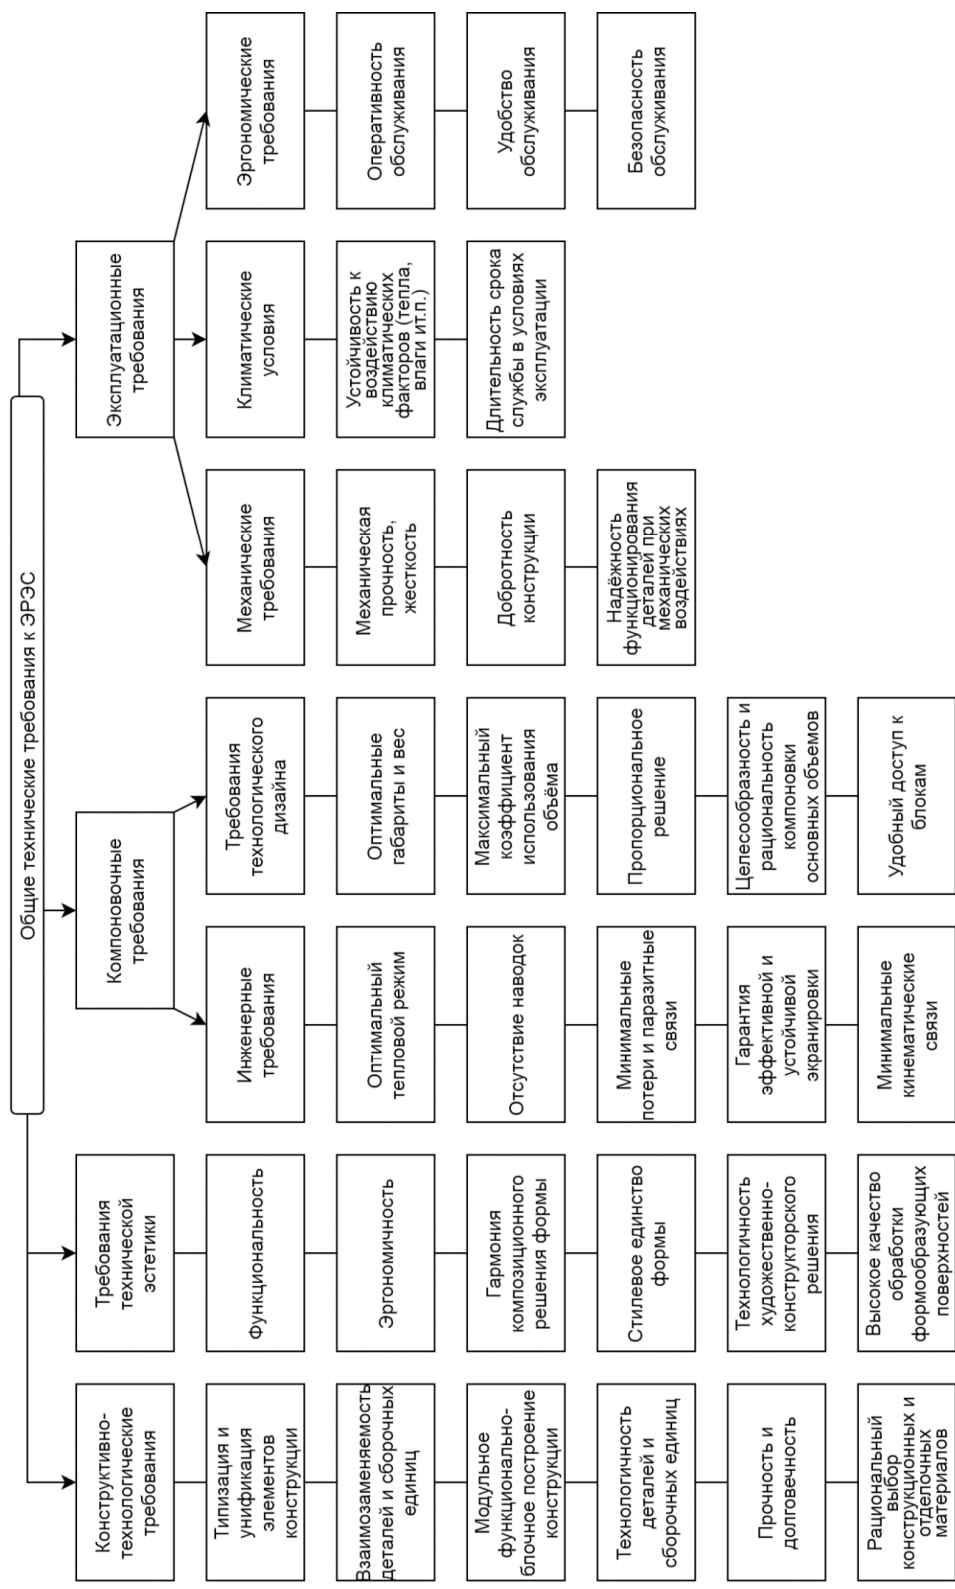 Общие технические требования к ЭРЭС
Конструктивно-
технологические
требования
Типизация и
унификация
элементов
конструкции
Взаимозаменяемость
деталей и сборочных
единиц
Модульное
функционально-
блочное построение
конструкции
Технологичность
деталей и
сборочных единиц
Прочность и
долговечность
Рациональный
выбор
конструкционных и
отделочных
материалов
Требования
технической
эстетики
Функциональность
Эргономичность
Гармония
композиционного
решения формы
Стилевое единство
формы
Технологичность
художественно-
конструкторского
решения
Высокое качество
обработки
формообразующих
поверхностей
Компоновочные
требования
Инженерные
требования
Оптимальный
тепловой режим
Отсутствие наводок
Минимальные
потери и паразитные
связи
Гарантия
эффективной и
устойчивой
экранировки
Минимальные
кинематические
связи
Требования
технологического
дизайна
Оптимальные
габариты и вес
Максимальный
коэффициент
использования
объёма
Пропорциональное
решение
Целесообразность и
рациональность
компоновки
основных объемов
Удобный доступ к
блокам
Эксплуатационные
требования
Механические
требования
Механическая
прочность,
жесткость
Добротность
конструкции
Надёжность
функционирования
деталей при
механических
воздействиях
Климатические
условия
Устойчивость к
воздействию
климатических
факторов (тепла,
влаги ит.п.)
Длительность срока
службы в условиях
эксплуатации
Эргономические
требования
Оперативность
обслуживания
Удобство
обслуживания
Безопасность
обслуживания